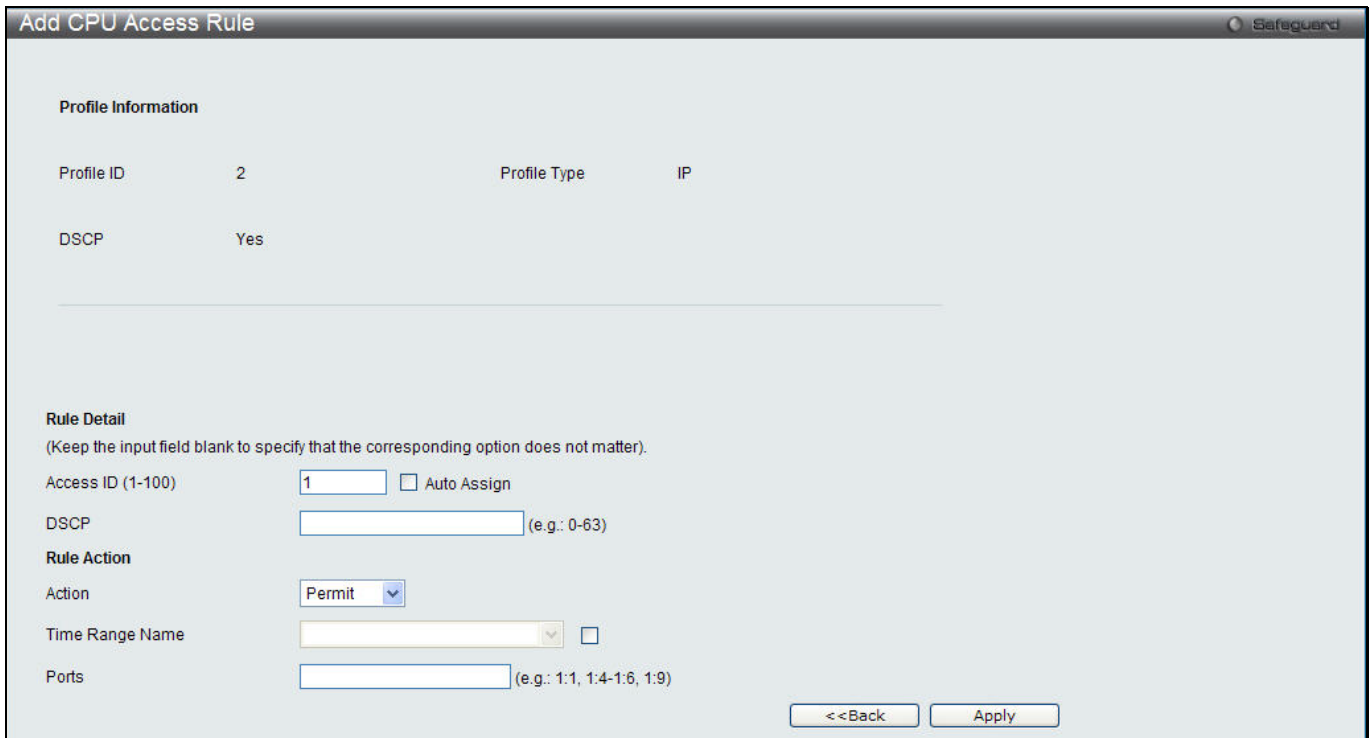 Add CPU Access Rule
Safeguard
Profile Information
Profile ID 2 Profile Type IP
DSCP Yes
Rule Detail
(Keep the input field blank to specify that the corresponding option does not matter).
Access ID (1-100) 1 Auto Assign
DSCP (e.g.: 0-63)
Rule Action
Action Permit
Time Range Name
Ports (e.g.: 1:1, 1:4-1:6, 1:9)
<<Back Apply